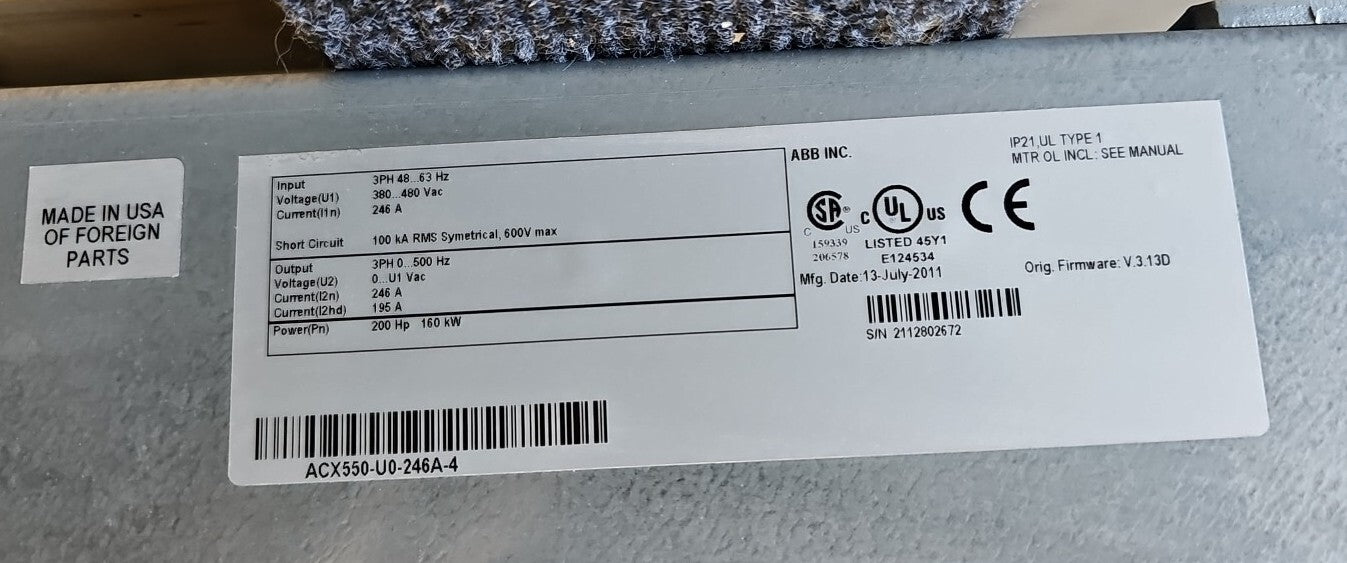 MADE IN USA
OF FOREIGN
PARTS
Input 3PH 48...63 Hz
Voltage(U1) 380...480 Vac
Current(I1n) 246 A
Short Circuit 100 kA RMS Symetrical, 600V max
Output 3PH 0...500 Hz
Voltage(U2) 0...U1 Vac
Current(I2n) 246 A
Current(I2hd) 195 A
Power(Pn) 200 Hp 160 kW
ACX550-U0-246A-4
ABB INC.
IP21,UL TYPE 1
MTR OL INCL: SEE MANUAL
SA ® C US
159339
206578
C UL US
LISTED 45Y1
E124534
CE
Mfg. Date:13-July-2011
Orig. Firmware: V.3.13D
S/N 2112802672